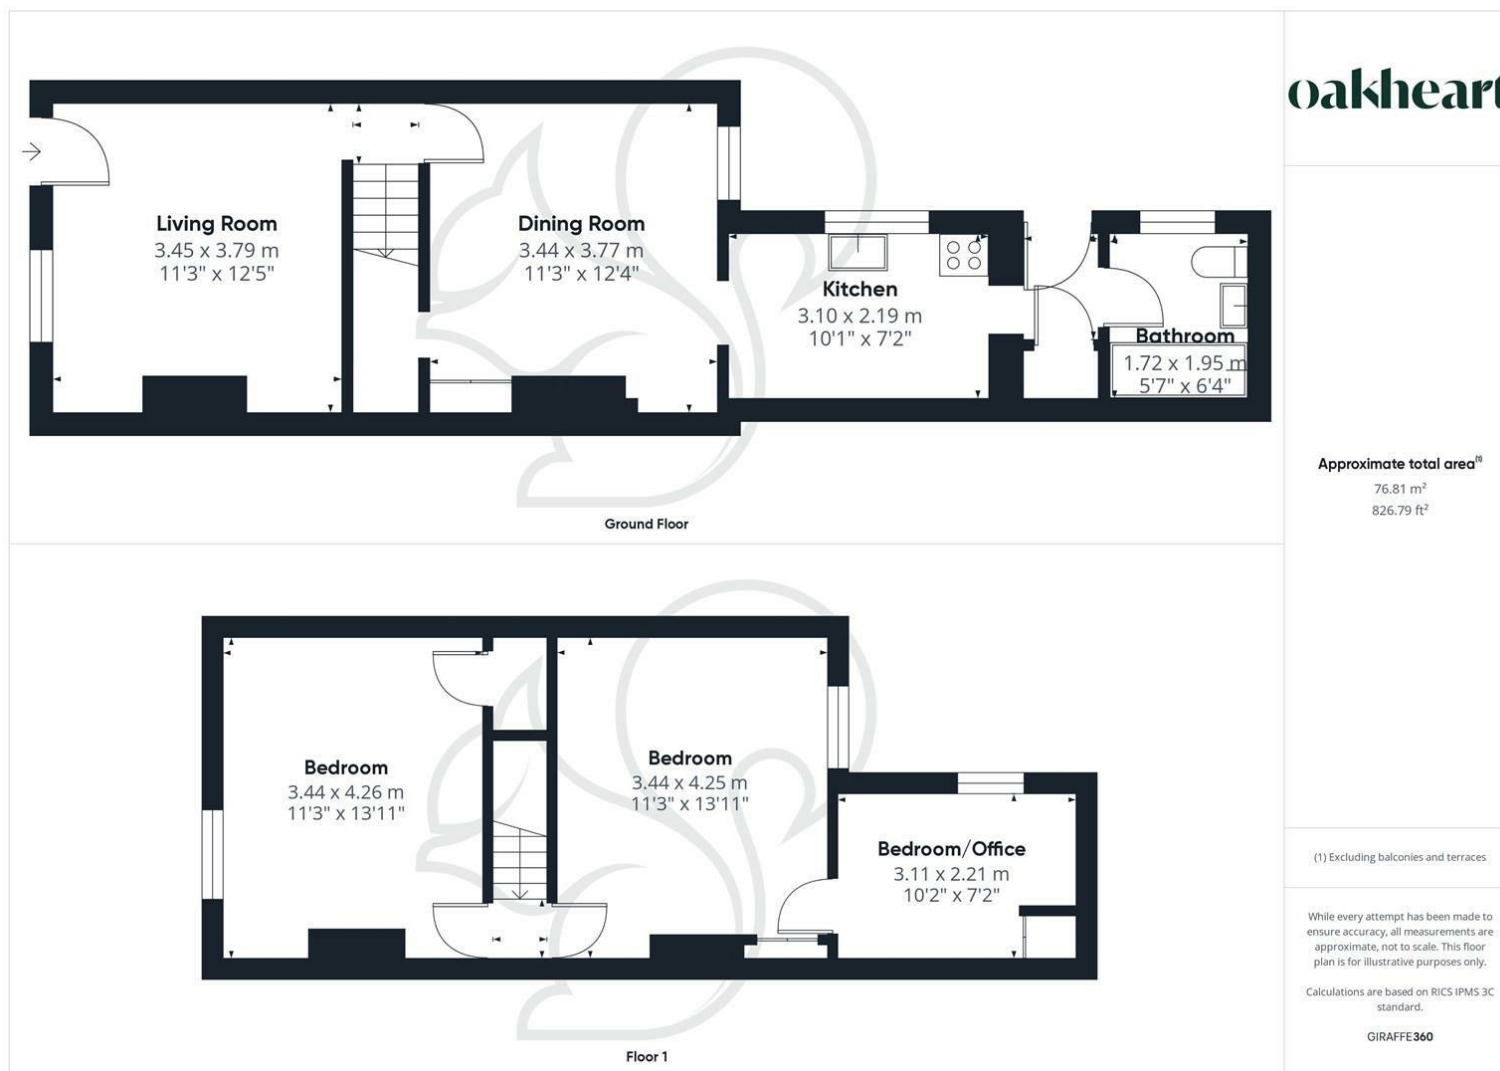 Living Room
3.45 x 3.79 m
11'3" x 12'5"
Dining Room
3.44 x 3.77 m
11'3" x 12'4"
Kitchen
3.10 x 2.19 m
10'1" x 7'2"
Bathroom
1.72 x 1.95 m
5'7" x 6'4"
Ground Floor
Bedroom
3.44 x 4.26 m
11'3" x 13'11"
Bedroom
3.44 x 4.25 m
11'3" x 13'11"
Bedroom/Office
3.11 x 2.21 m
10'2" x 7'2"
Floor 1
oakheart
Approximate total area(1)
76.81 m²
826.79 ft²
(1) Excluding balconies and terraces
While every attempt has been made to
ensure accuracy, all measurements are
approximate, not to scale. This floor
plan is for illustrative purposes only.
Calculations are based on RICS IPMS 3C
standard.
GIRAFFE360